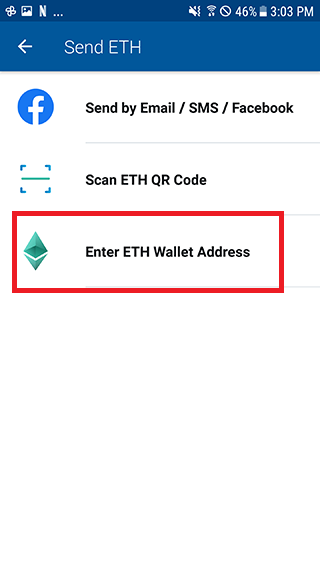 N ... 46% 3:03 PM
Send ETH
Send by Email / SMS / Facebook
Scan ETH QR Code
Enter ETH Wallet Address